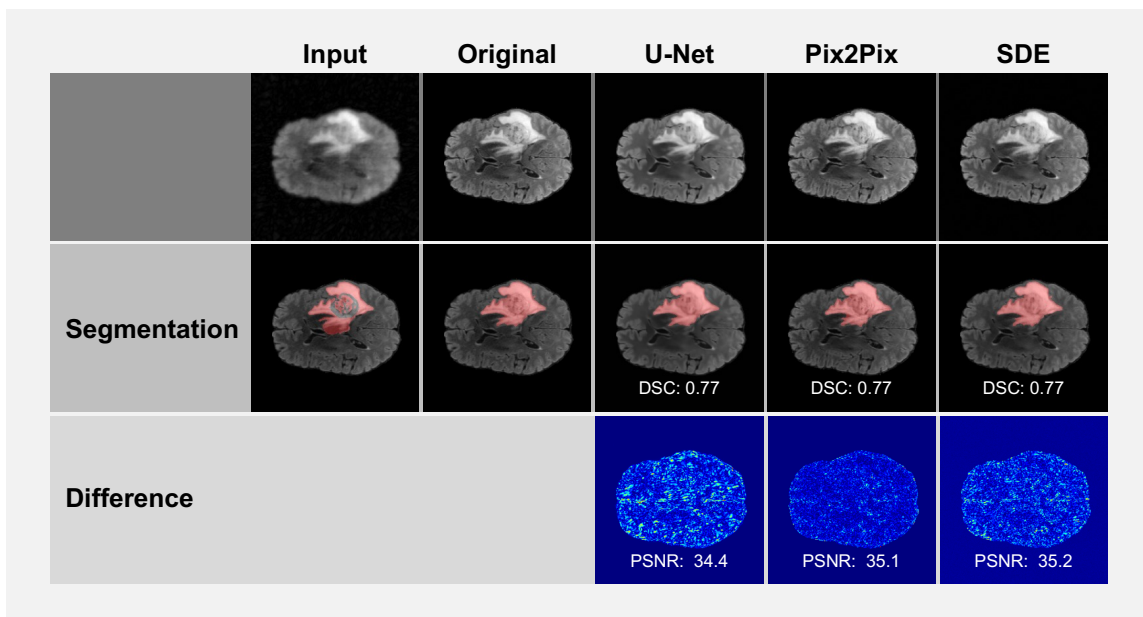 Input Original U-Net Pix2Pix SDE
Segmentation
DSC: 0.77 DSC: 0.77 DSC: 0.77
Difference
PSNR: 34.4 PSNR: 35.1 PSNR: 35.2